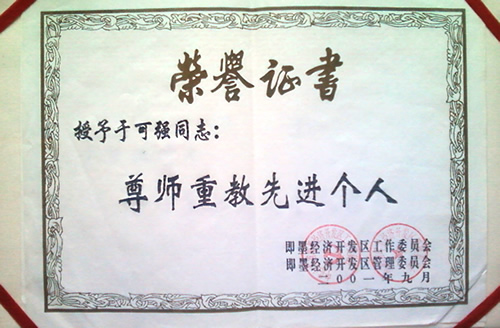 荣誉证书
授予于可强同志：
尊师重教先进个人
即墨经济开发区工作委员会
即墨经济开发区管理委员会
二00一年九月